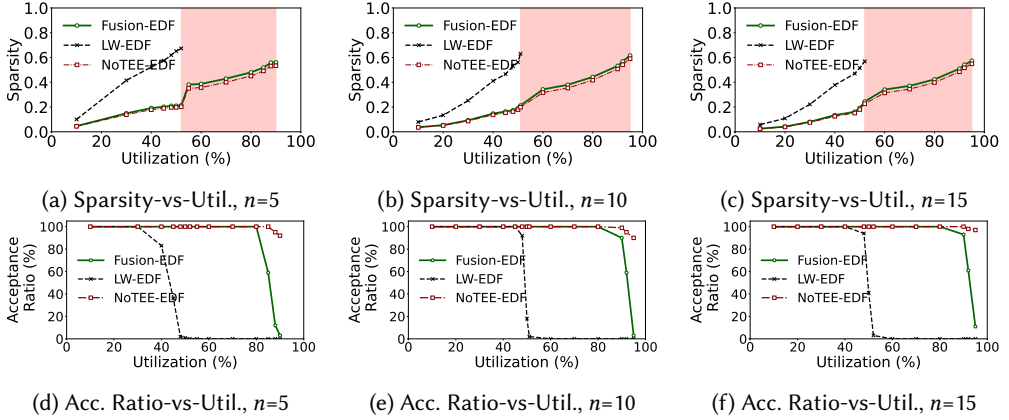 1.0
0.8
0.6
0.4
0.2
0.0
Sparsity
Fusion-EDF
LW-EDF
NoTEE-EDF
0 20 40 60 80 100
Utilization (%)
(a) Sparsity-vs-Util., n=5
1.0
0.8
0.6
0.4
0.2
0.0
Sparsity
Fusion-EDF
LW-EDF
NoTEE-EDF
0 20 40 60 80 100
Utilization (%)
(b) Sparsity-vs-Util., n=10
1.0
0.8
0.6
0.4
0.2
0.0
Sparsity
Fusion-EDF
LW-EDF
NoTEE-EDF
0 20 40 60 80 100
Utilization (%)
(c) Sparsity-vs-Util., n=15
100
80
60
40
20
0
Acceptance
Ratio (%)
Fusion-EDF
LW-EDF
NoTEE-EDF
0 20 40 60 80 100
Utilization (%)
(d) Acc. Ratio-vs-Util., n=5
100
80
60
40
20
0
Acceptance
Ratio (%)
Fusion-EDF
LW-EDF
NoTEE-EDF
0 20 40 60 80 100
Utilization (%)
(e) Acc. Ratio-vs-Util., n=10
100
80
60
40
20
0
Acceptance
Ratio (%)
Fusion-EDF
LW-EDF
NoTEE-EDF
0 20 40 60 80 100
Utilization (%)
(f) Acc. Ratio-vs-Util., n=15